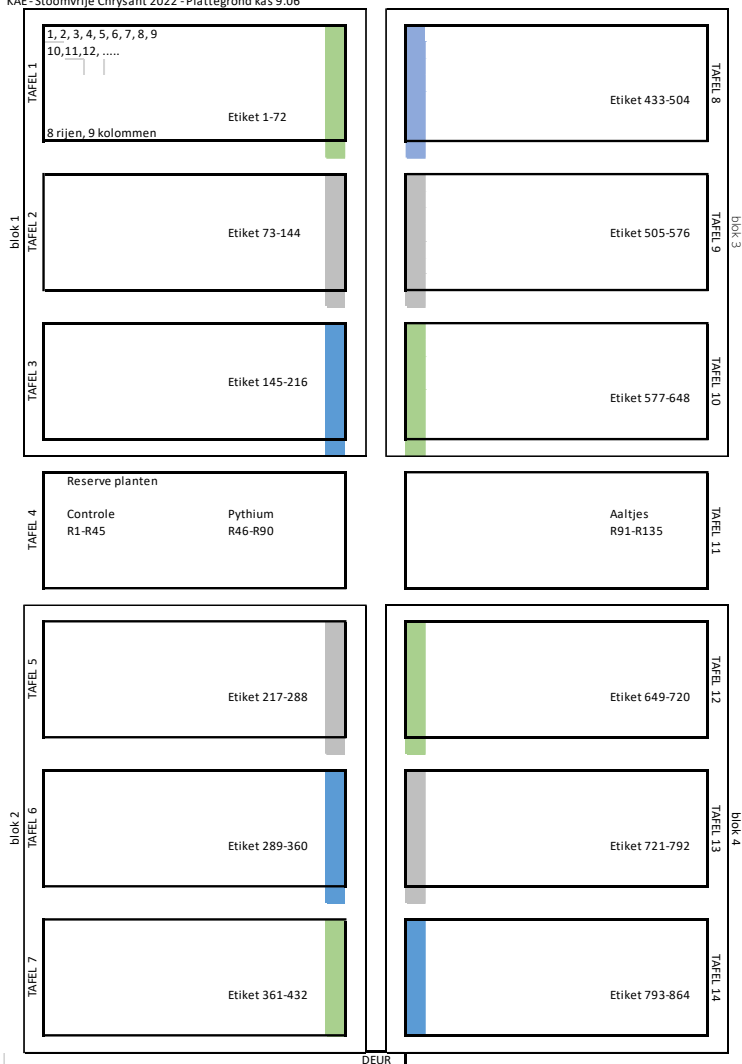 KAE - Stoomvrije Chrysant 2022 - Plattegrond kas 9.06
blok 1
TAFEL 1
1, 2, 3, 4, 5, 6, 7, 8, 9
10,11,12, .....
Etiket 1-72
8 rijen, 9 kolommen
TAFEL 2
Etiket 73-144
TAFEL 3
Etiket 145-216
blok 3
TAFEL 8
Etiket 433-504
TAFEL 9
Etiket 505-576
TAFEL 10
Etiket 577-648
TAFEL 4
Reserve planten
Controle Pythium
R1-R45 R46-R90
TAFEL 11
Aaltjes
R91-R135
blok 2
TAFEL 5
Etiket 217-288
TAFEL 6
Etiket 289-360
TAFEL 7
Etiket 361-432
blok 4
TAFEL 12
Etiket 649-720
TAFEL 13
Etiket 721-792
TAFEL 14
Etiket 793-864
DEUR